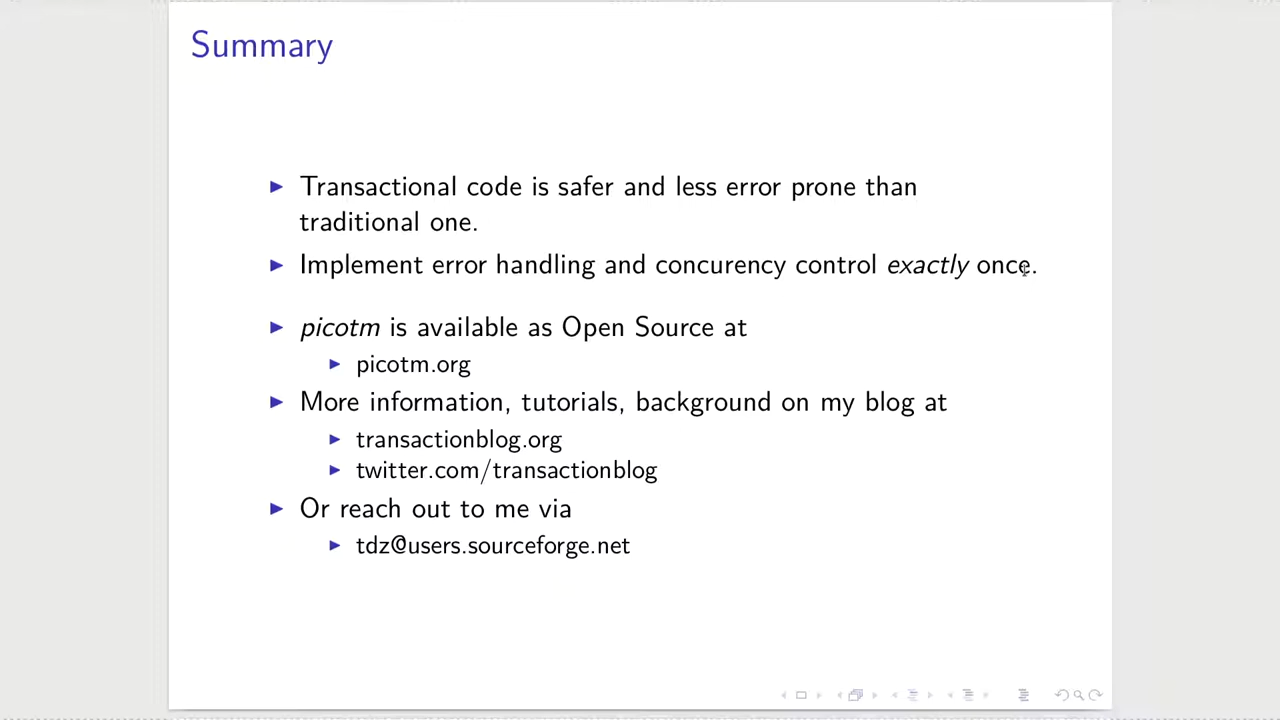 Summary
Transactional code is safer and less error prone than
traditional one.
Implement error handling and concurency control exactly once.
picotm is available as Open Source at
picotm.org
More information, tutorials, background on my blog at
transactionblog.org
twitter.com/transactionblog
Or reach out to me via
tdz@users.sourceforge.net